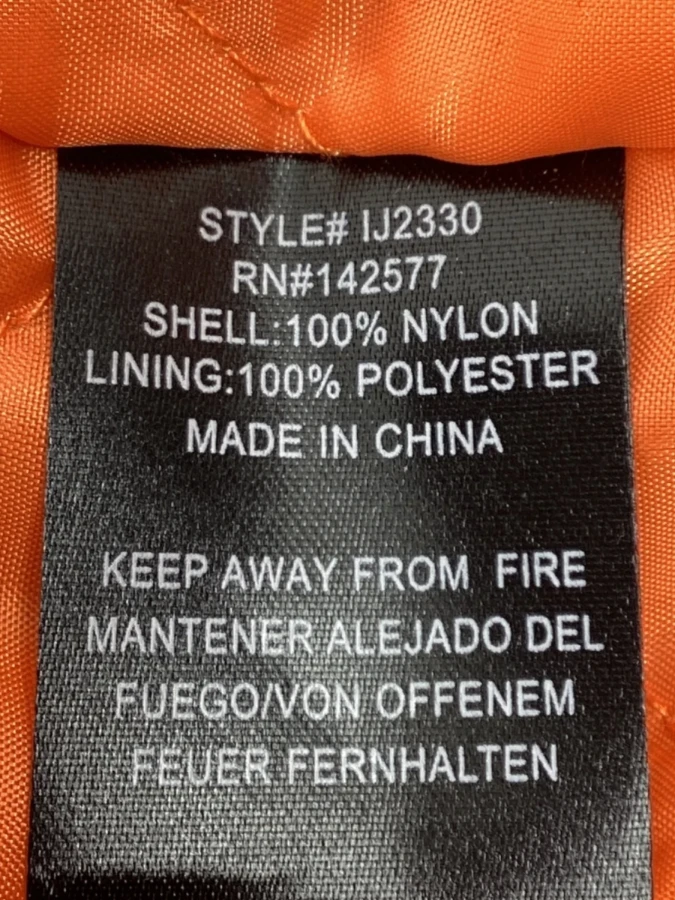 STYLE# IJ2330
RN#142577
SHELL:100% NYLON
LINING:100% POLYESTER
MADE IN CHINA
KEEP AWAY FROM FIRE
MANTENER ALEJADO DEL
FUEGO/VON OFFENEM
FEUER FERNHALTEN